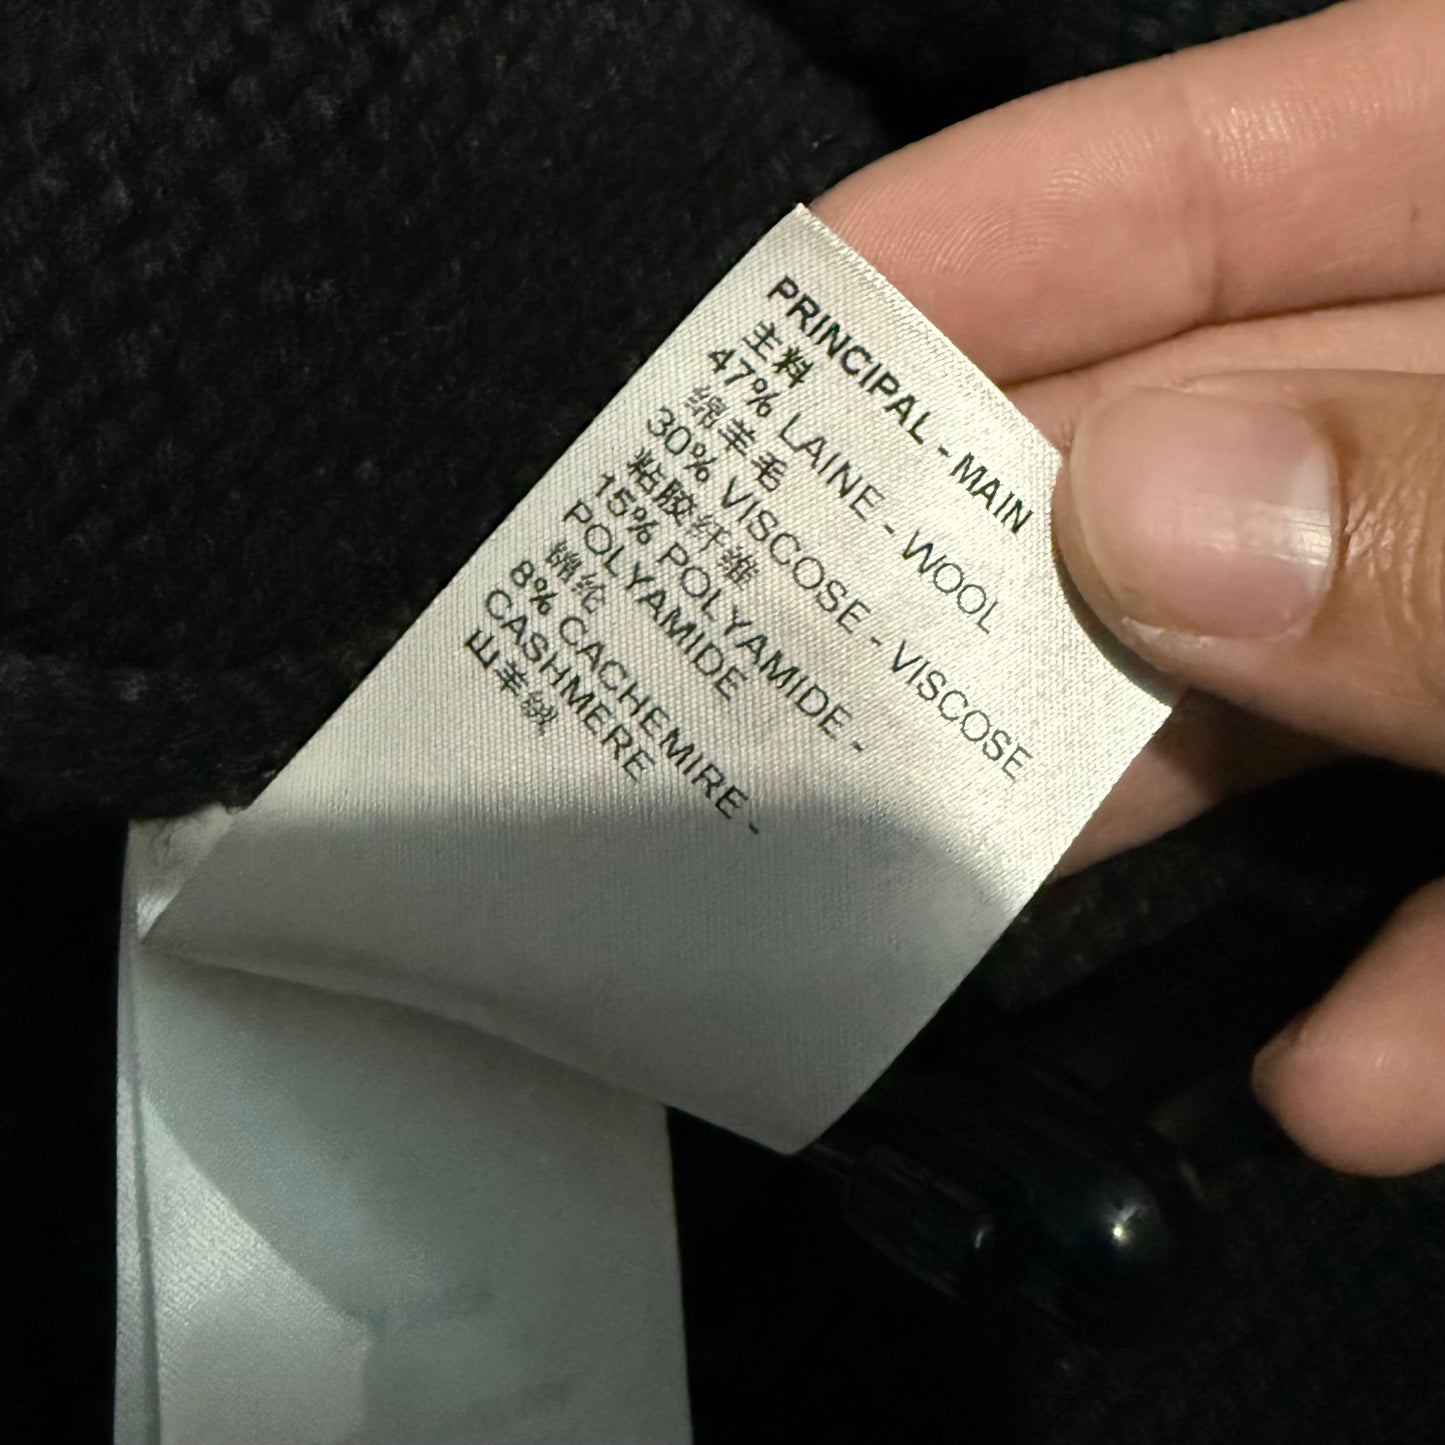 PRINCIPAL - MAIN
主料
47% LAINE - WOOL
绵羊毛
30% VISCOSE - VISCOSE
粘胶纤维
15% POLYAMIDE -
POLYAMIDE
锦纶
8% CACHEMIRE -
CASHMERE
山羊绒